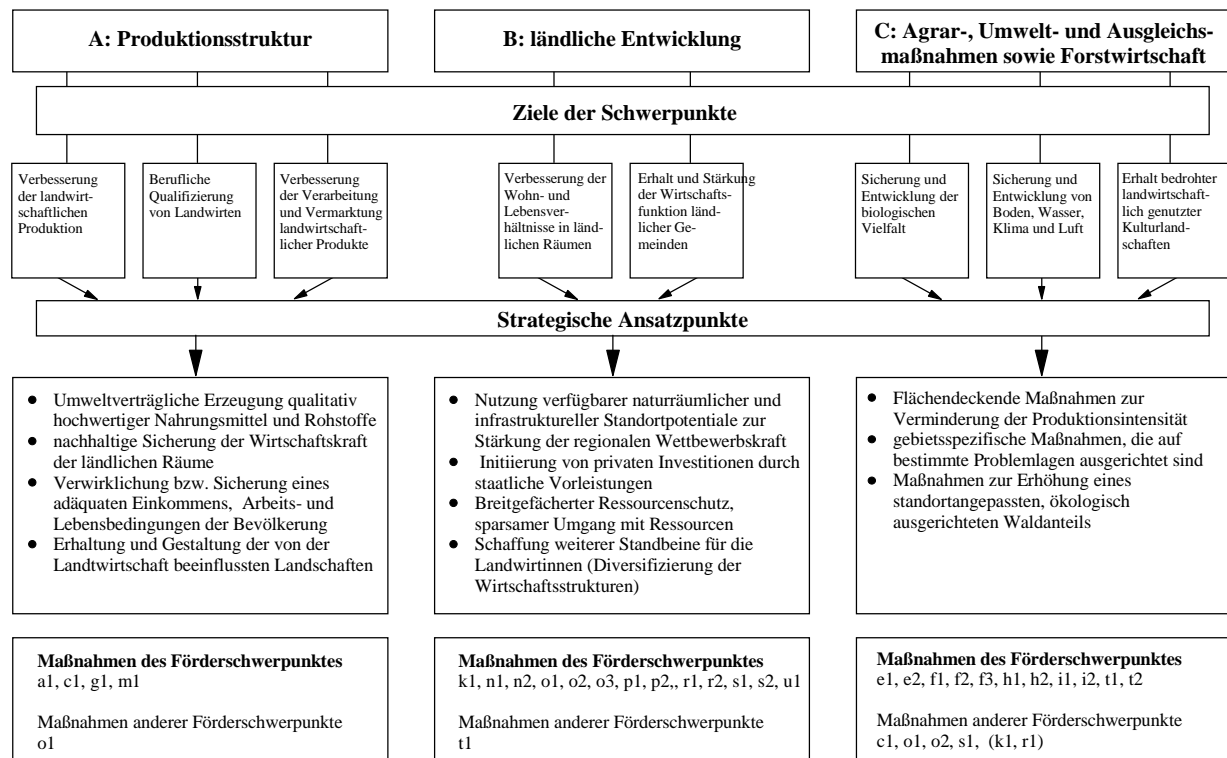 A: Produktionsstruktur
B: ländliche Entwicklung
C: Agrar-, Umwelt- und Ausgleichs-
maßnahmen sowie Forstwirtschaft
Ziele der Schwerpunkte
Verbesserung
der landwirt-
schaftlichen
Produktion
Berufliche
Qualifizierung
von Landwirten
Verbesserung
der Verarbeitung
und Vermarktung
landwirtschaft-
licher Produkte
Verbesserung der
Wohn- und
Lebensver-
hältnisse in länd-
lichen Räumen
Erhalt und Stärkung
der Wirtschafts-
funktion länd-
licher Ge-
meinden
Sicherung und
Entwicklung der
biologischen
Vielfalt
Sicherung und
Entwicklung von
Boden, Wasser,
Klima und Luft
Erhalt bedrohter
landwirtschaft-
lich genutzter
Kulturland-
schaften
Strategische Ansatzpunkte
● Umweltverträgliche Erzeugung qualitativ
hochwertiger Nahrungsmittel und Rohstoffe
● nachhaltige Sicherung der Wirtschaftskraft
der ländlichen Räume
● Verwirklichung bzw. Sicherung eines
adäquaten Einkommens, Arbeits- und
Lebensbedingungen der Bevölkerung
● Erhaltung und Gestaltung der von der
Landtwirtschaft beeinflussten Landschaften
● Nutzung verfügbarer naturräumlicher und
infrastruktureller Standortpotentiale zur
Stärkung der regionalen Wettbewerbskraft
● Initiierung von privaten Investitionen durch
staatliche Vorleistungen
● Breitgefächerter Ressourcenschutz,
sparsamer Umgang mit Ressourcen
● Schaffung weiterer Standbeine für die
Landwirtinnen (Diversifizierung der
Wirtschaftsstrukturen)
● Flächendeckende Maßnahmen zur
Verminderung der Produktionsintensität
● gebietsspezifische Maßnahmen, die auf
bestimmte Problemlagen ausgerichtet sind
● Maßnahmen zur Erhöhung eines
standortangepassten, ökologisch
ausgerichteten Waldanteils
Maßnahmen des Förderschwerpunktes
a1, c1, g1, m1
Maßnahmen anderer Förderschwerpunkte
o1
Maßnahmen des Förderschwerpunktes
k1, n1, n2, o1, o2, o3, p1, p2,, r1, r2, s1, s2, u1
Maßnahmen anderer Förderschwerpunkte
t1
Maßnahmen des Förderschwerpunktes
e1, e2, f1, f2, f3, h1, h2, i1, i2, t1, t2
Maßnahmen anderer Förderschwerpunkte
c1, o1, o2, s1, (k1, r1)